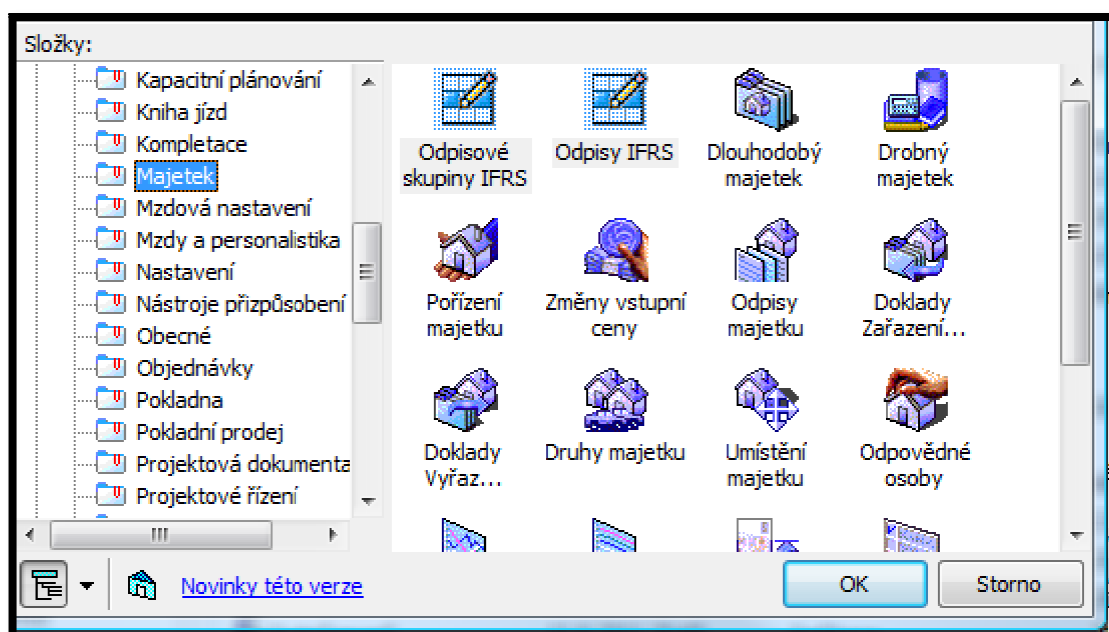 Složky:
Kapacitní plánování
Kniha jízd
Kompletace
Majetek
Mzdová nastavení
Mzdy a personalistika
Nastavení
Nástroje přizpůsobení
Obecné
Objednávky
Pokladna
Pokladní prodej
Projektová dokumenta
Projektové řízení
Odpisové
skupiny IFRS
Odpisy IFRS
Dlouhodobý
majetek
Drobný
majetek
Pořízení
majetku
Změny vstupní
ceny
Odpisy
majetku
Doklady
Zařazení...
Doklady
Vyřaz...
Druhy majetku
Umístění
majetku
Odpovědné
osoby
Novinky této verze
OK
Storno